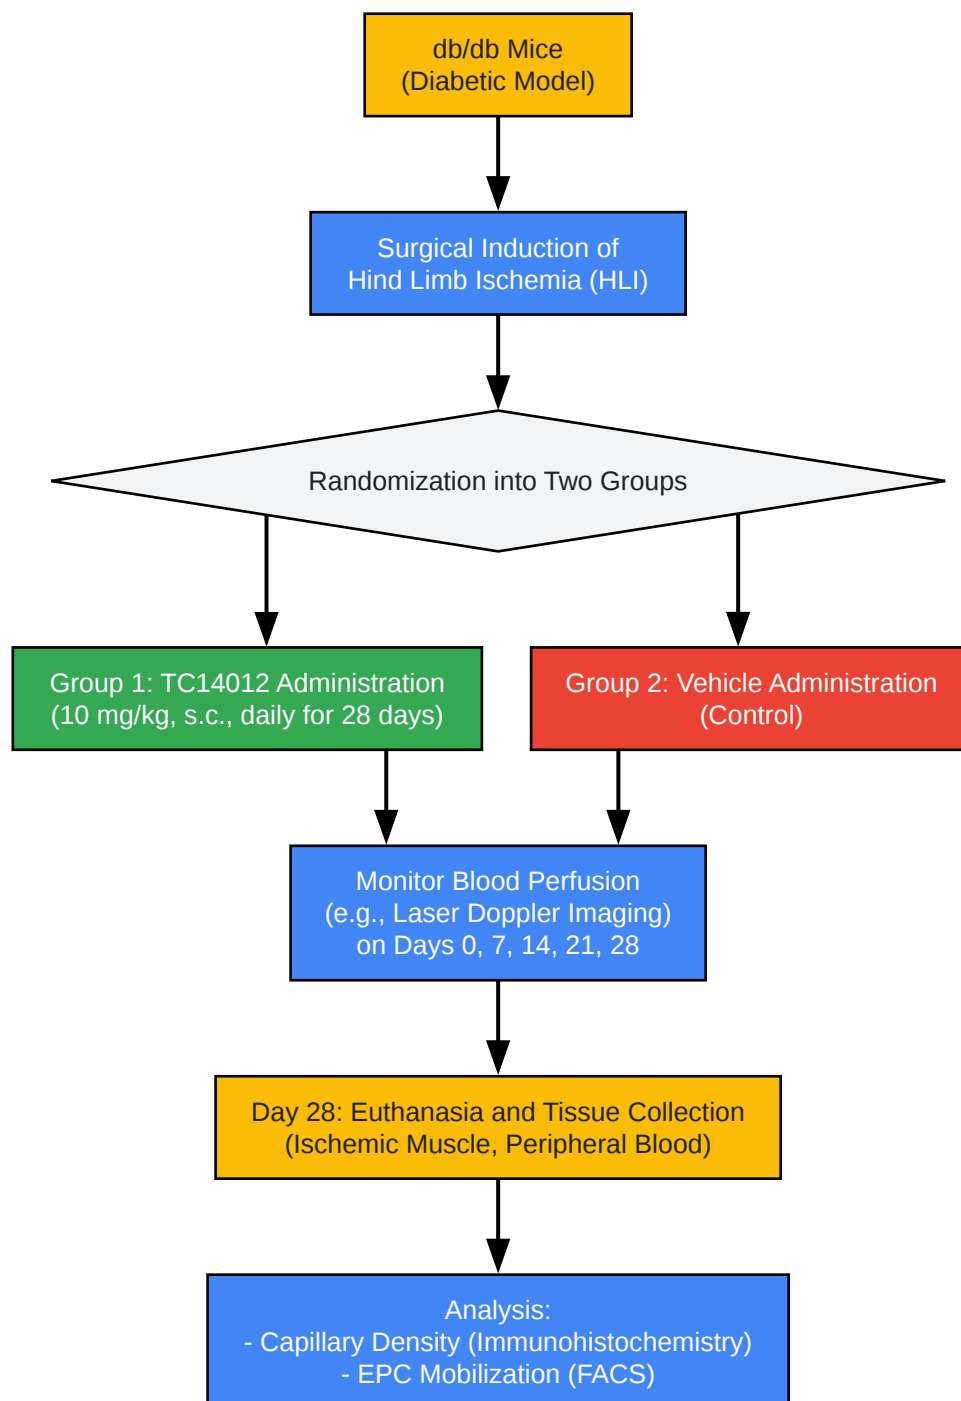 db/db Mice
(Diabetic Model)
Surgical Induction of
Hind Limb Ischemia (HLI)
Randomization into Two Groups
Group 1: TC14012 Administration
(10 mg/kg, s.c., daily for 28 days)
Group 2: Vehicle Administration
(Control)
Monitor Blood Perfusion
(e.g., Laser Doppler Imaging)
on Days 0, 7, 14, 21, 28
Day 28: Euthanasia and Tissue Collection
(Ischemic Muscle, Peripheral Blood)
Analysis:
- Capillary Density (Immunohistochemistry)
- EPC Mobilization (FACS)